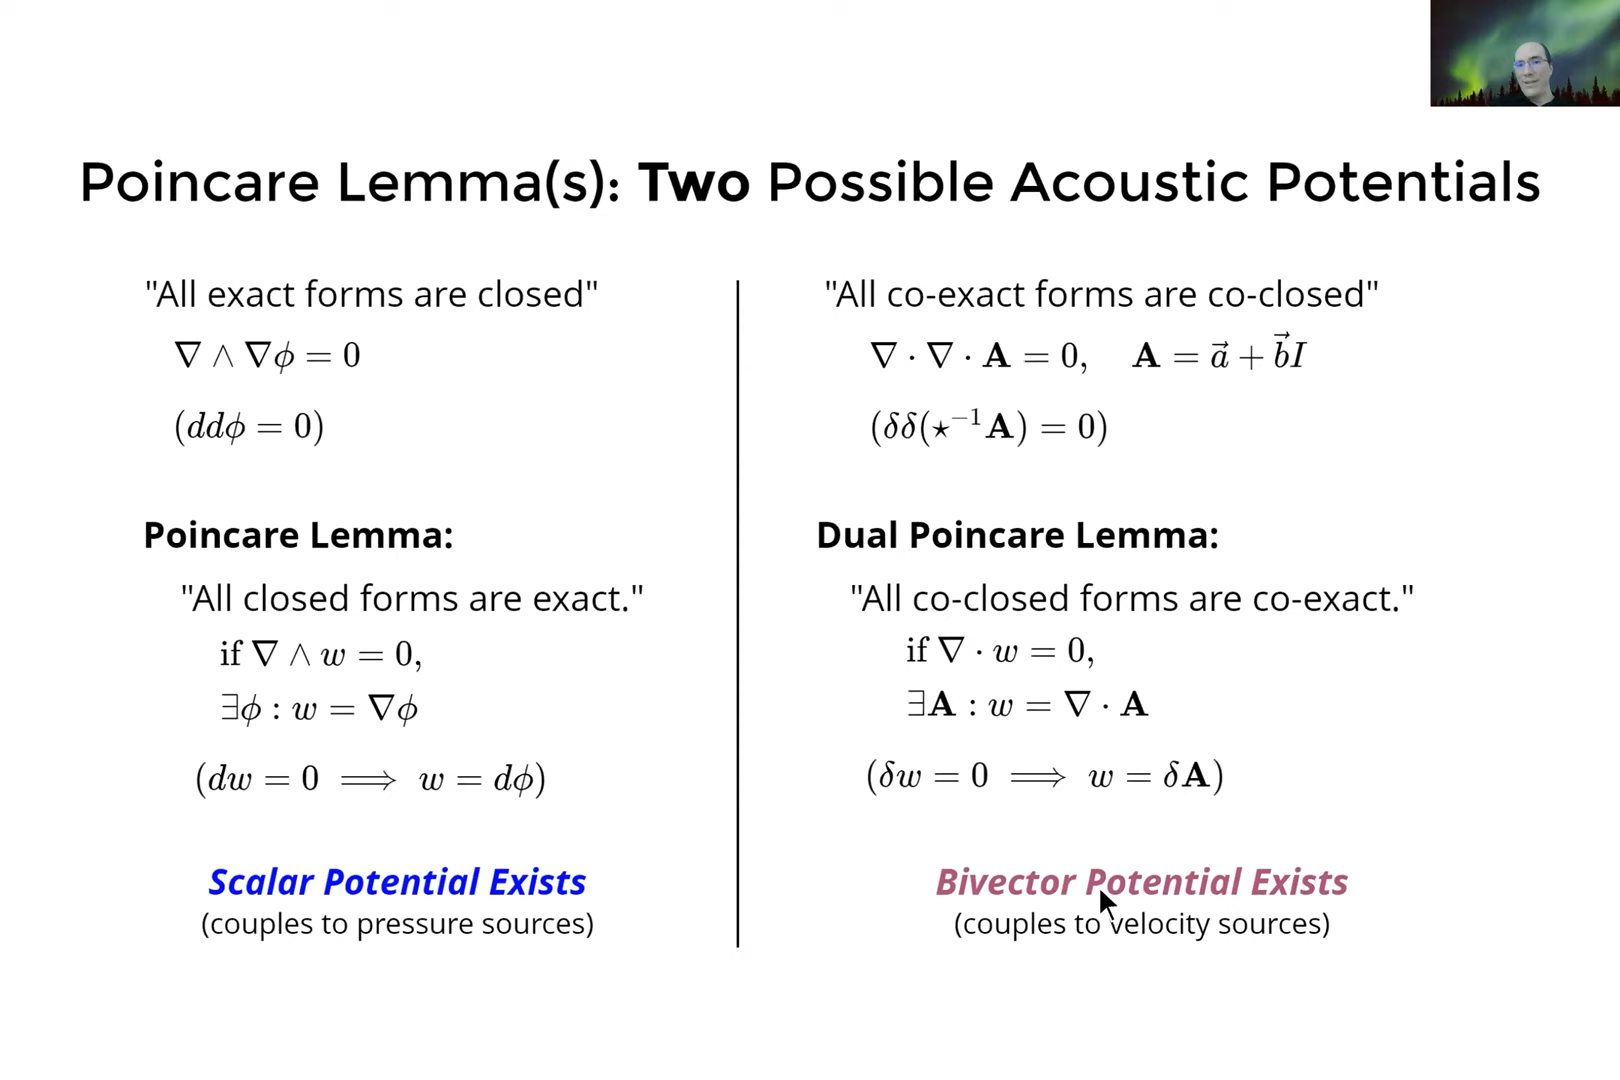 Poincare Lemma(s): Two Possible Acoustic Potentials
"All exact forms are closed"
∇ ∧ ∇ϕ = 0
(ddϕ = 0)
Poincare Lemma:
"All closed forms are exact."
if ∇ ∧ w = 0,
∃ϕ : w = ∇ϕ
(dw = 0 ⟹ w = dϕ)
Scalar Potential Exists
(couples to pressure sources)
"All co-exact forms are co-closed"
∇ · ∇ · 𝐀 = 0, 𝐀 = a⃗ + b⃗I
(δδ(⋆⁻¹𝐀) = 0)
Dual Poincare Lemma:
"All co-closed forms are co-exact."
if ∇ · w = 0,
∃𝐀 : w = ∇ · 𝐀
(δw = 0 ⟹ w = δ𝐀)
Bivector Potential Exists
(couples to velocity sources)